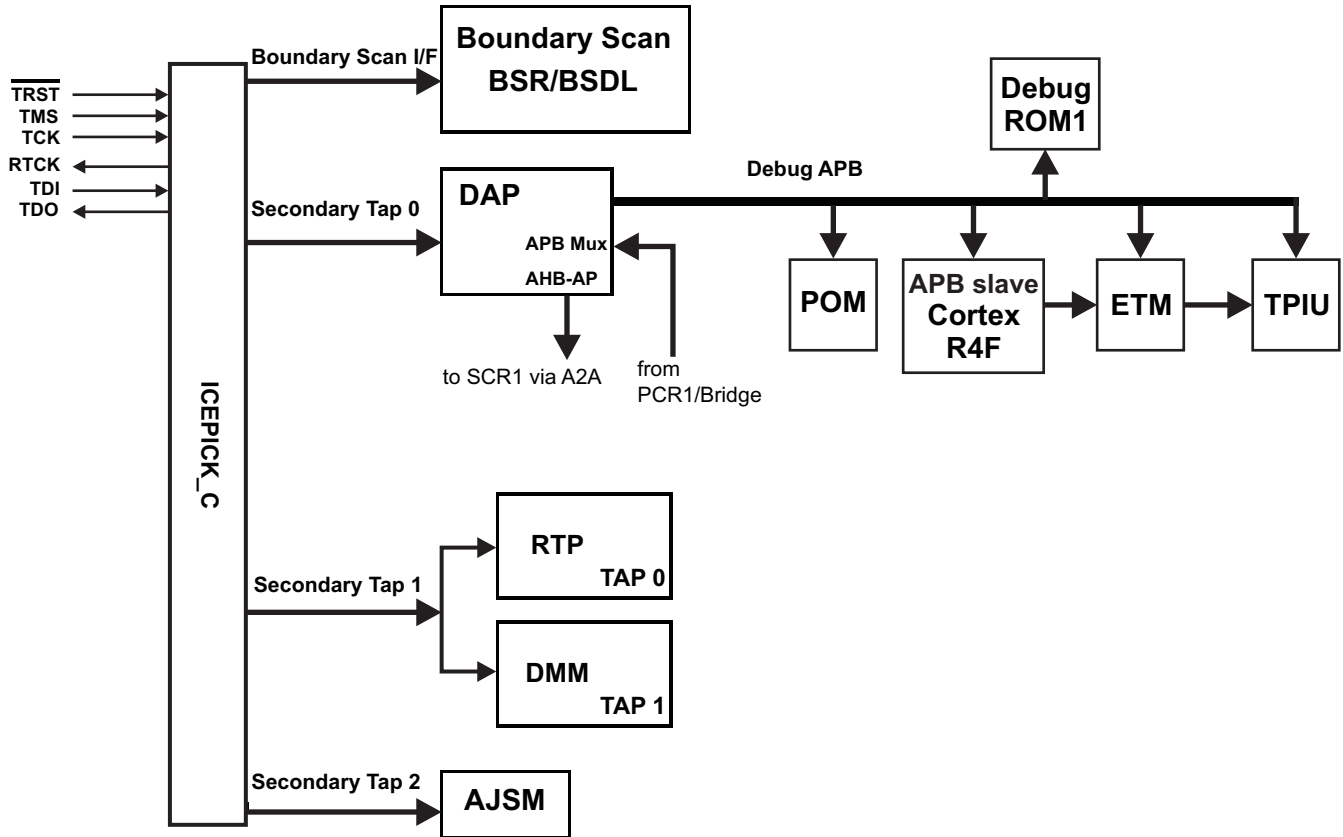 Boundary Scan I/F
Boundary Scan
BSR/BSDL
TRST
TMS
TCK
RTCK
TDI
TDO
ICEPICK_C
Secondary Tap 0
DAP
APB Mux
AHB-AP
to SCR1 via A2A
from
PCR1/Bridge
Debug APB
Debug
ROM1
POM
APB slave
Cortex
R4F
ETM
TPIU
Secondary Tap 1
RTP
TAP 0
DMM
TAP 1
Secondary Tap 2
AJSM